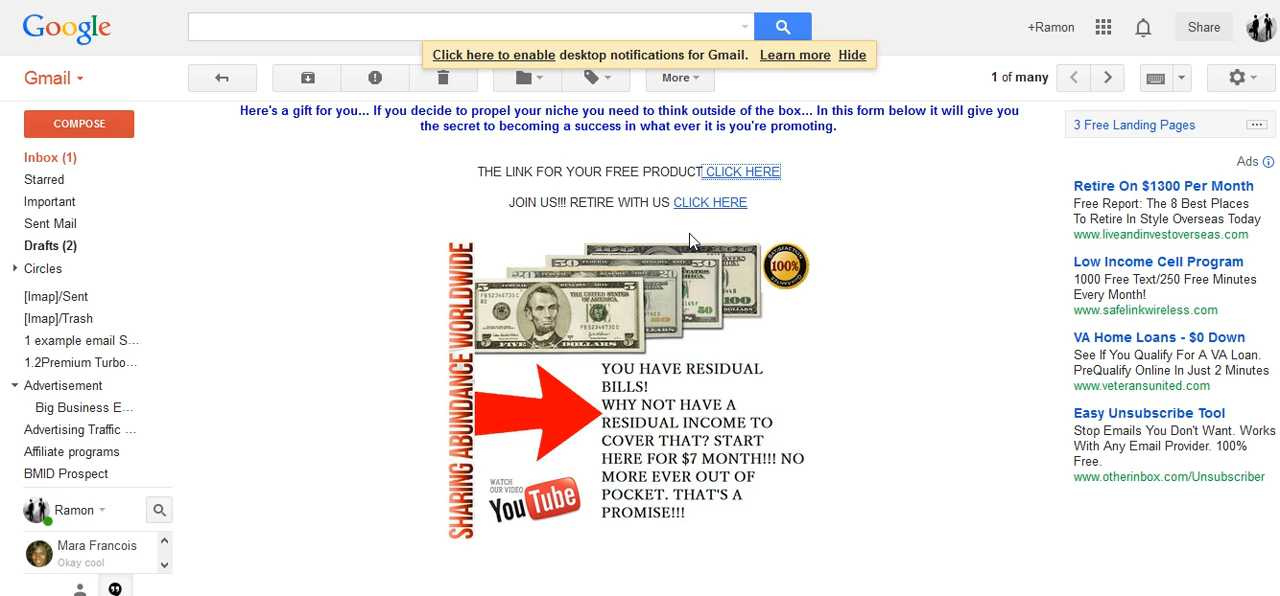 Google
+Ramon
Share
Click here to enable desktop notifications for Gmail. Learn more Hide
Gmail
More
1 of many
COMPOSE
Inbox (1)
Starred
Important
Sent Mail
Drafts (2)
Circles
[Imap]/Sent
[Imap]/Trash
1 example email S...
1.2Premium Turbo...
Advertisement
Big Business E...
Advertising Traffic ...
Affiliate programs
BMID Prospect
Ramon
Mara Francois
Okay cool
Here's a gift for you... If you decide to propel your niche you need to think outside of the box... In this form below it will give you
the secret to becoming a success in what ever it is you're promoting.
THE LINK FOR YOUR FREE PRODUCT CLICK HERE
JOIN US!!! RETIRE WITH US CLICK HERE
SHARING ABUNDANCE WORLDWIDE
100%
FIVE DOLLARS
YOU HAVE RESIDUAL
BILLS!
WHY NOT HAVE A
RESIDUAL INCOME TO
COVER THAT? START
HERE FOR $7 MONTH!!! NO
MORE EVER OUT OF
POCKET. THAT'S A
PROMISE!!!
WATCH
OUR VIDEO
YouTube
3 Free Landing Pages
Ads
Retire On $1300 Per Month
Free Report: The 8 Best Places
To Retire In Style Overseas Today
www.liveandinvestoverseas.com
Low Income Cell Program
1000 Free Text/250 Free Minutes
Every Month!
www.safelinkwireless.com
VA Home Loans - $0 Down
See If You Qualify For A VA Loan.
PreQualify Online In Just 2 Minutes
www.veteransunited.com
Easy Unsubscribe Tool
Stop Emails You Don't Want. Works
With Any Email Provider. 100%
Free.
www.otherinbox.com/Unsubscriber